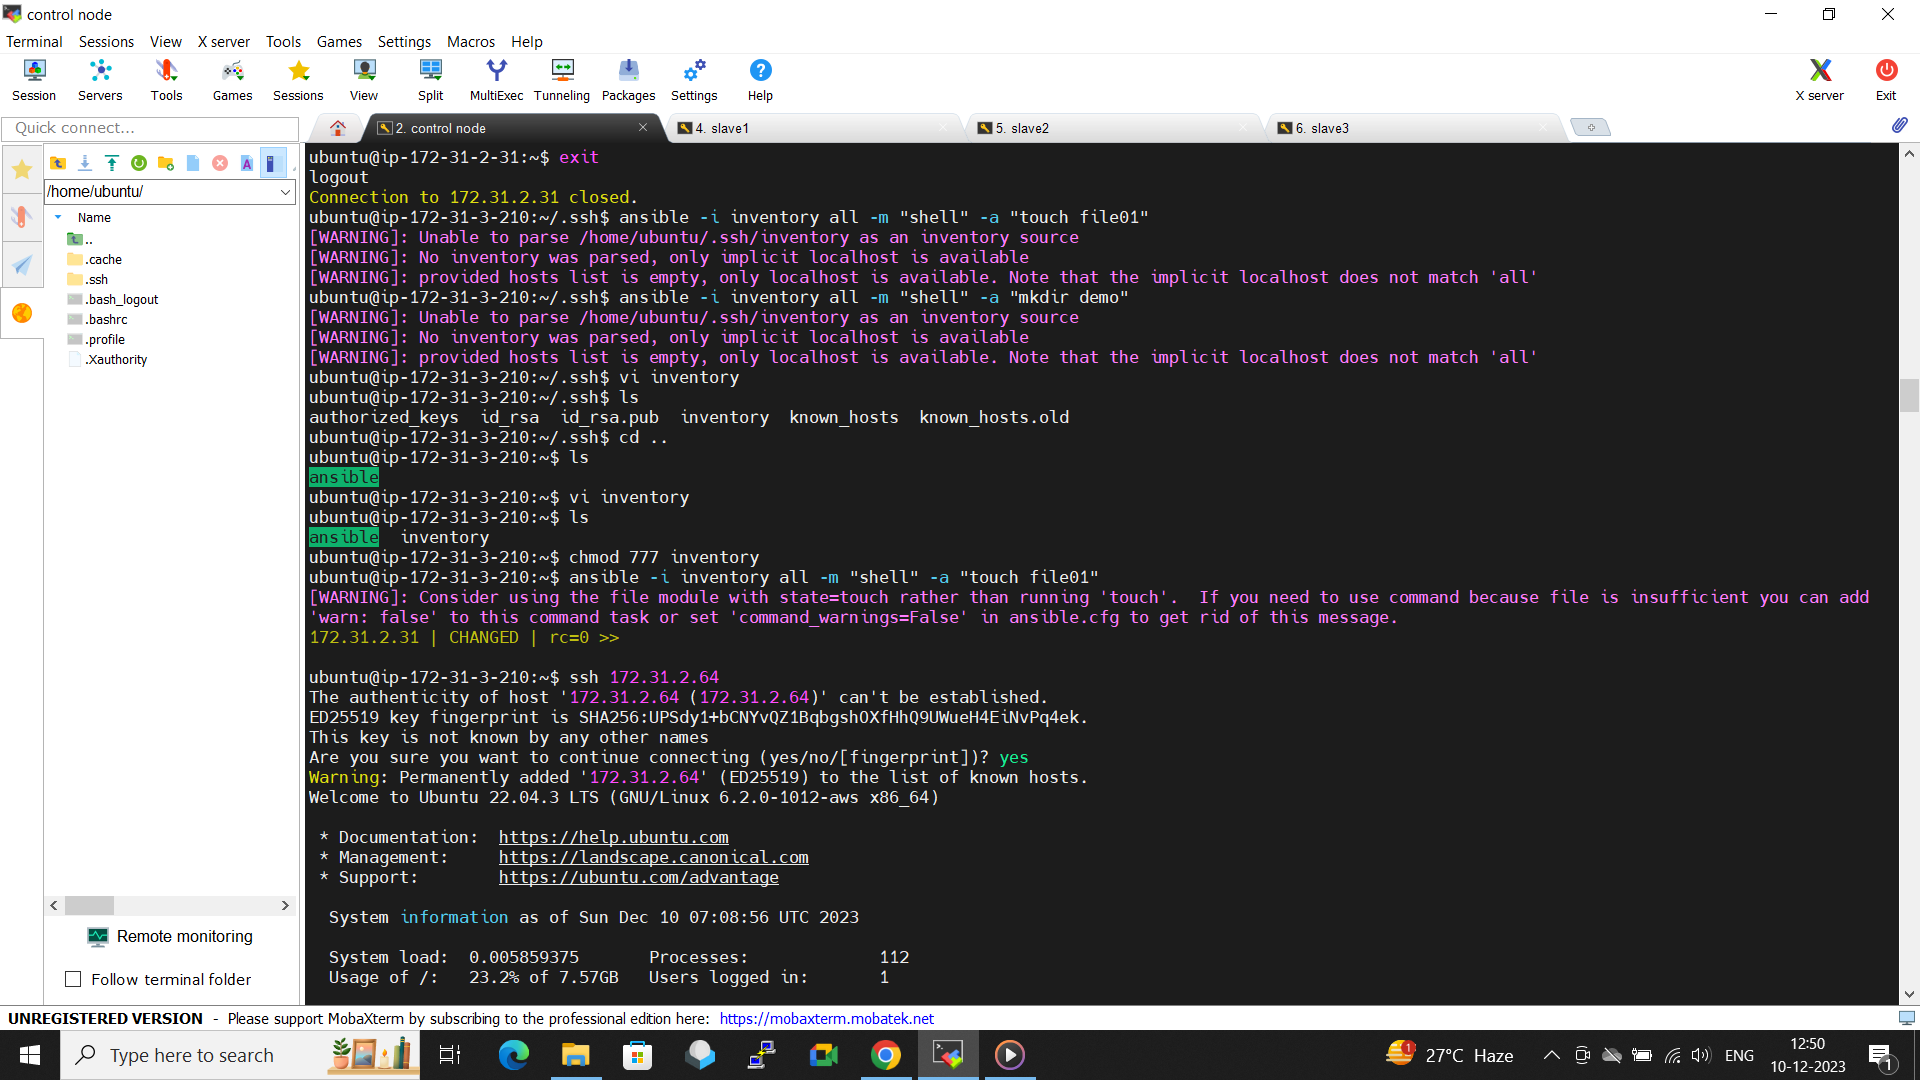 control node
Terminal Sessions View X server Tools Games Settings Macros Help
Session Servers Tools Games Sessions View Split MultiExec Tunneling Packages Settings Help X server Exit
Quick connect...
2. control node
4. slave1
5. slave2
6. slave3
/home/ubuntu/
Name
..
.cache
.ssh
.bash_logout
.bashrc
.profile
.Xauthority
Remote monitoring
Follow terminal folder
ubuntu@ip-172-31-2-31:~$ exit
logout
Connection to 172.31.2.31 closed.
ubuntu@ip-172-31-3-210:~/.ssh$ ansible -i inventory all -m "shell" -a "touch file01"
[WARNING]: Unable to parse /home/ubuntu/.ssh/inventory as an inventory source
[WARNING]: No inventory was parsed, only implicit localhost is available
[WARNING]: provided hosts list is empty, only localhost is available. Note that the implicit localhost does not match 'all'
ubuntu@ip-172-31-3-210:~/.ssh$ ansible -i inventory all -m "shell" -a "mkdir demo"
[WARNING]: Unable to parse /home/ubuntu/.ssh/inventory as an inventory source
[WARNING]: No inventory was parsed, only implicit localhost is available
[WARNING]: provided hosts list is empty, only localhost is available. Note that the implicit localhost does not match 'all'
ubuntu@ip-172-31-3-210:~/.ssh$ vi inventory
ubuntu@ip-172-31-3-210:~/.ssh$ ls
authorized_keys id_rsa id_rsa.pub inventory known_hosts known_hosts.old
ubuntu@ip-172-31-3-210:~/.ssh$ cd ..
ubuntu@ip-172-31-3-210:~$ ls
ansible
ubuntu@ip-172-31-3-210:~$ vi inventory
ubuntu@ip-172-31-3-210:~$ ls
ansible inventory
ubuntu@ip-172-31-3-210:~$ chmod 777 inventory
ubuntu@ip-172-31-3-210:~$ ansible -i inventory all -m "shell" -a "touch file01"
[WARNING]: Consider using the file module with state=touch rather than running 'touch'. If you need to use command because file is insufficient you can add
'warn: false' to this command task or set 'command_warnings=False' in ansible.cfg to get rid of this message.
172.31.2.31 | CHANGED | rc=0 >>
ubuntu@ip-172-31-3-210:~$ ssh 172.31.2.64
The authenticity of host '172.31.2.64 (172.31.2.64)' can't be established.
ED25519 key fingerprint is SHA256:UPSdy1+bCNYvQZ1BqbgshOXfHhQ9UWueH4EiNvPq4ek.
This key is not known by any other names
Are you sure you want to continue connecting (yes/no/[fingerprint])? yes
Warning: Permanently added '172.31.2.64' (ED25519) to the list of known hosts.
Welcome to Ubuntu 22.04.3 LTS (GNU/Linux 6.2.0-1012-aws x86_64)
* Documentation: https://help.ubuntu.com
* Management: https://landscape.canonical.com
* Support: https://ubuntu.com/advantage
System information as of Sun Dec 10 07:08:56 UTC 2023
System load: 0.005859375 Processes: 112
Usage of /: 23.2% of 7.57GB Users logged in: 1
UNREGISTERED VERSION - Please support MobaXterm by subscribing to the professional edition here: https://mobaxterm.mobatek.net
Type here to search
1
27°C Haze
ENG
12:50
10-12-2023
1